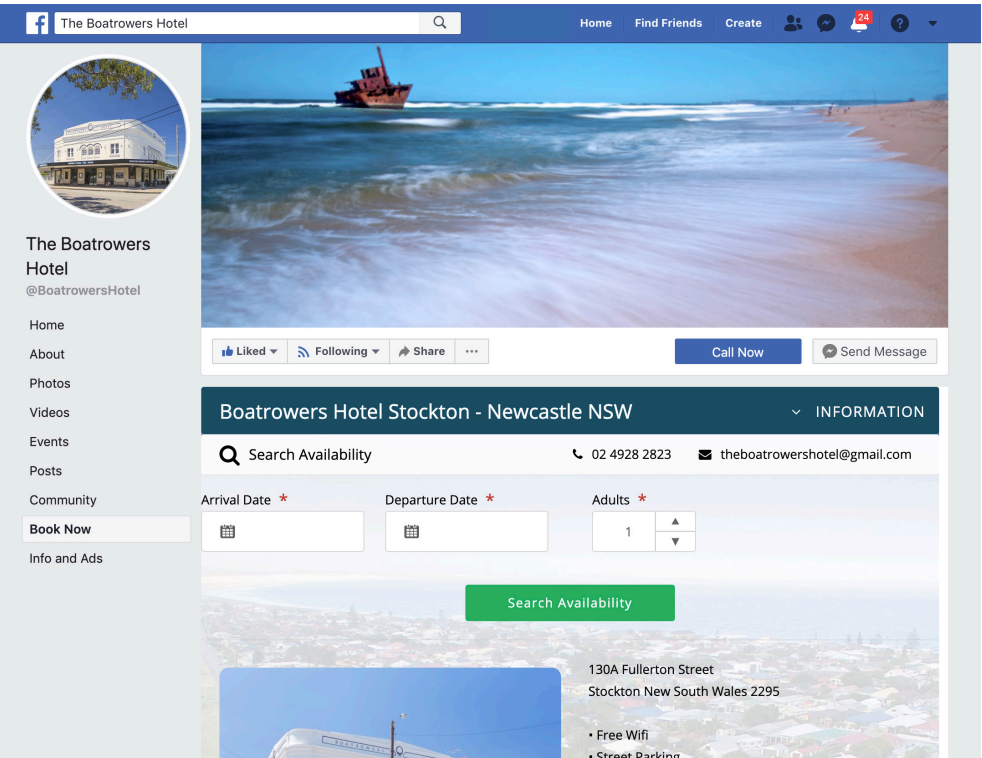 f
The Boatrowers Hotel
Home
Find Friends
Create
24
?
The Boatrowers
Hotel
@BoatrowersHotel
Home
About
Photos
Videos
Events
Posts
Community
Book Now
Info and Ads
Liked
Following
Share
...
Call Now
Send Message
Boatrowers Hotel Stockton - Newcastle NSW
INFORMATION
Search Availability
02 4928 2823
theboatrowershotel@gmail.com
Arrival Date *
Departure Date *
Adults *
1
Search Availability
130A Fullerton Street
Stockton New South Wales 2295
• Free Wifi
• Street Parking
BOATROWERS